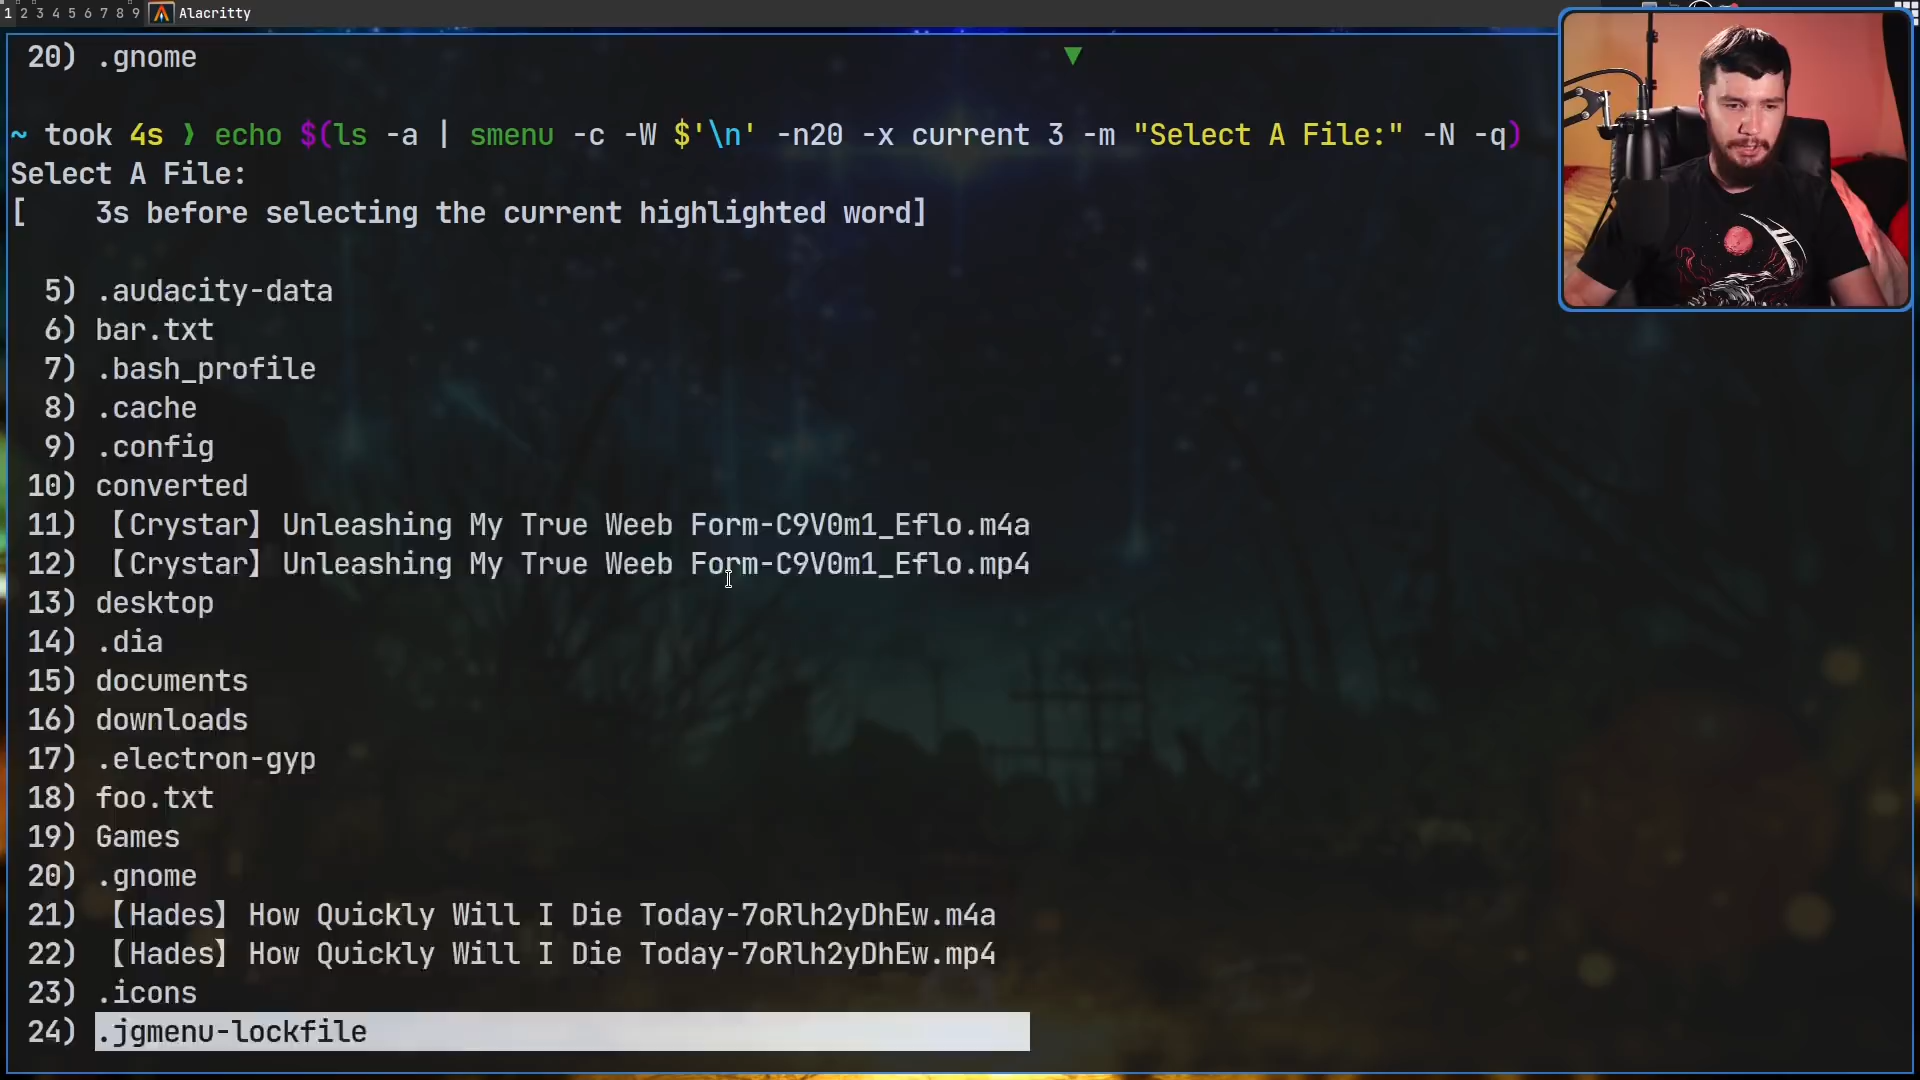 1 2 3 4 5 6 7 8 9 Alacritty
20) .gnome
~ took 4s ❯ echo $(ls -a | smenu -c -W $'\n' -n20 -x current 3 -m "Select A File:" -N -q)
Select A File:
[    3s before selecting the current highlighted word]
5) .audacity-data
6) bar.txt
7) .bash_profile
8) .cache
9) .config
10) converted
11) 【Crystar】Unleashing My True Weeb Form-C9V0m1_Eflo.m4a
12) 【Crystar】Unleashing My True Weeb Form-C9V0m1_Eflo.mp4
13) desktop
14) .dia
15) documents
16) downloads
17) .electron-gyp
18) foo.txt
19) Games
20) .gnome
21) 【Hades】How Quickly Will I Die Today-7oRlh2yDhEw.m4a
22) 【Hades】How Quickly Will I Die Today-7oRlh2yDhEw.mp4
23) .icons
24) .jgmenu-lockfile